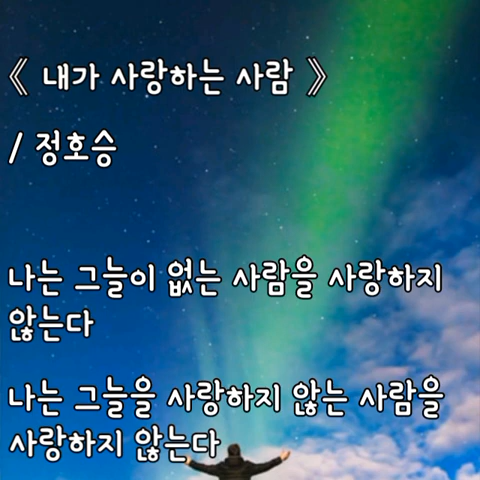 《 내가 사랑하는 사람 》
/ 정호승
나는 그늘이 없는 사람을 사랑하지
않는다
나는 그늘을 사랑하지 않는 사람을
사랑하지 않는다